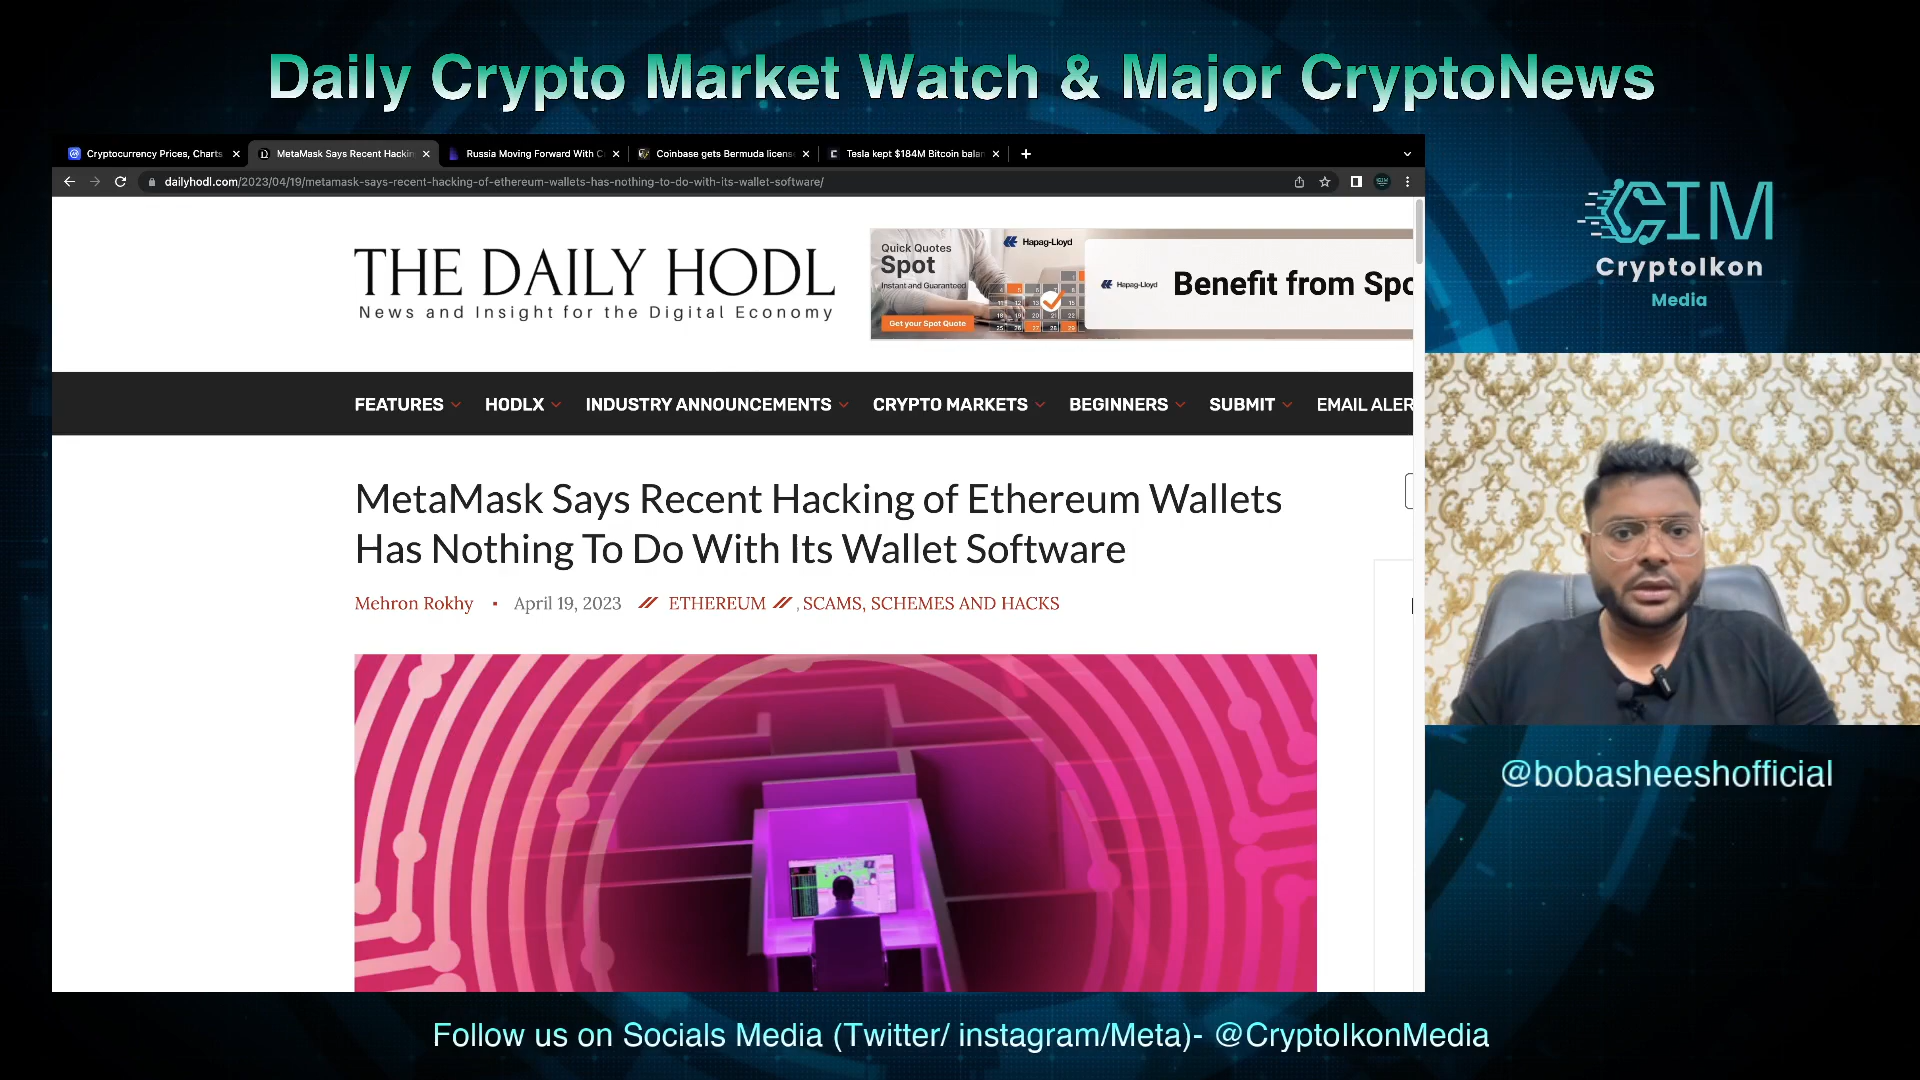 Daily Crypto Market Watch & Major CryptoNews
Cryptocurrency Prices, Charts
MetaMask Says Recent Hackin
Russia Moving Forward With C
Coinbase gets Bermuda license
Tesla kept $184M Bitcoin balan
dailyhodl.com/2023/04/19/metamask-says-recent-hacking-of-ethereum-wallets-has-nothing-to-do-with-its-wallet-software/
THE DAILY HODL
News and Insight for the Digital Economy
Quick Quotes
Spot
Instant and Guaranteed
Get your Spot Quote
Hapag-Lloyd
Hapag-Lloyd
Benefit from Spo
FEATURES
HODLX
INDUSTRY ANNOUNCEMENTS
CRYPTO MARKETS
BEGINNERS
SUBMIT
EMAIL ALER
MetaMask Says Recent Hacking of Ethereum Wallets
Has Nothing To Do With Its Wallet Software
Mehron Rokhy ▪ April 19, 2023 // ETHEREUM // , SCAMS, SCHEMES AND HACKS
CIM
CryptoIkon
Media
@bobasheeshofficial
Follow us on Socials Media (Twitter/ instagram/Meta)- @CryptoIkonMedia